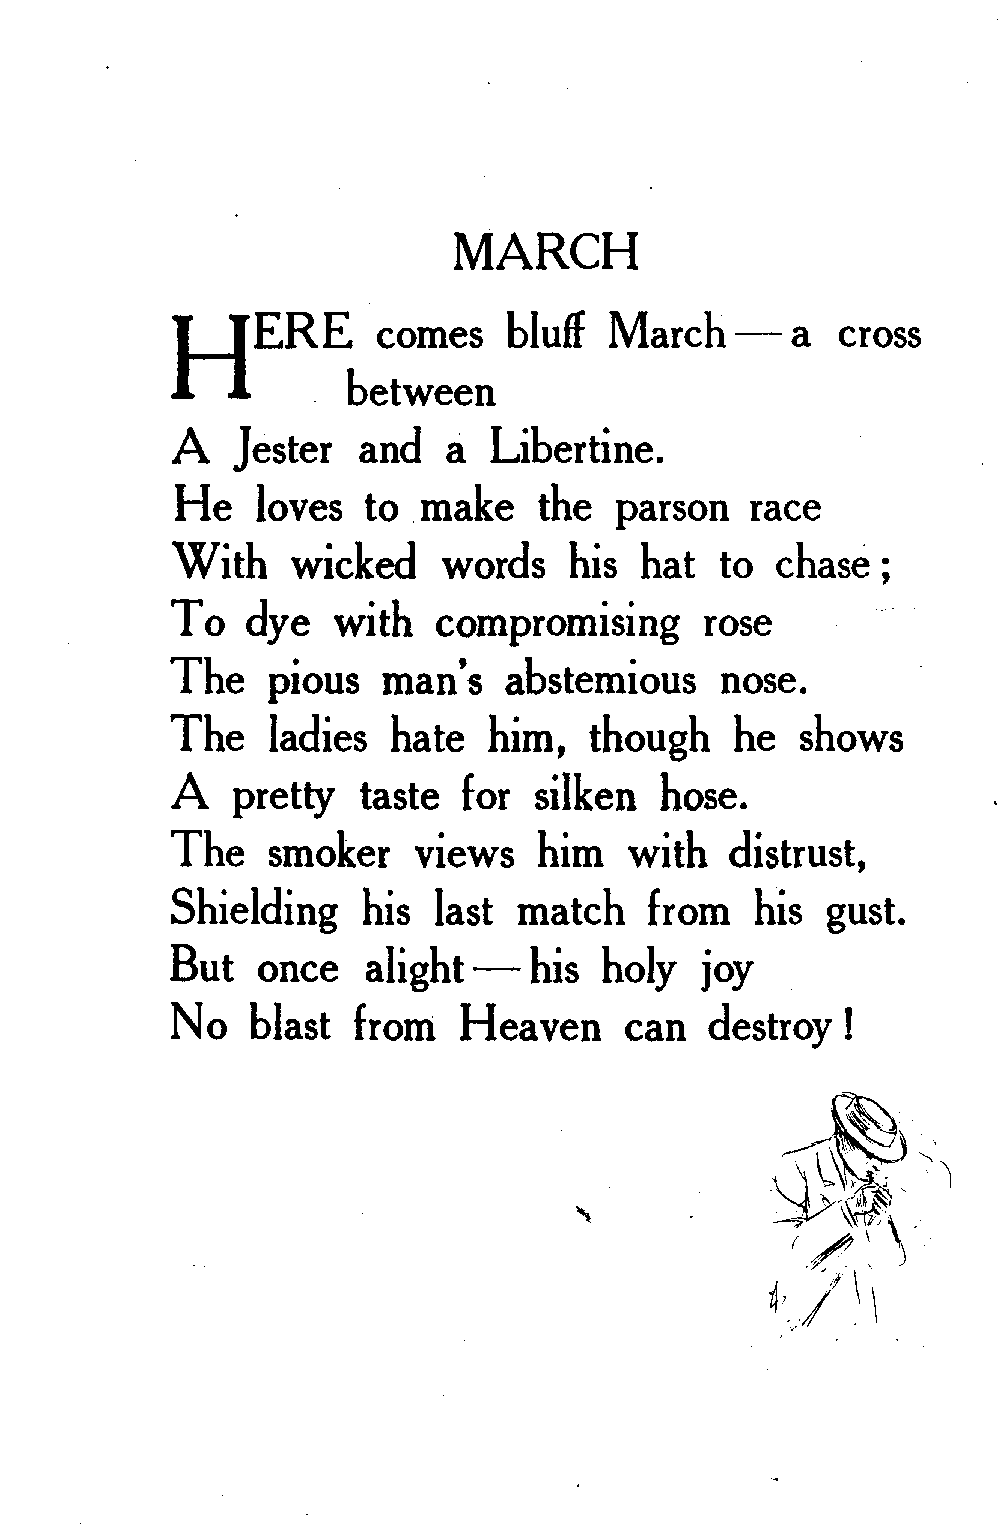 MARCH
HERE comes bluff March — a cross
between
A Jester and a Libertine.
He loves to make the parson race
With wicked words his hat to chase ;
To dye with compromising rose
The pious man's abstemious nose.
The ladies hate him, though he shows
A pretty taste for silken hose.
The smoker views him with distrust,
Shielding his last match from his gust.
But once alight — his holy joy
No blast from Heaven can destroy !